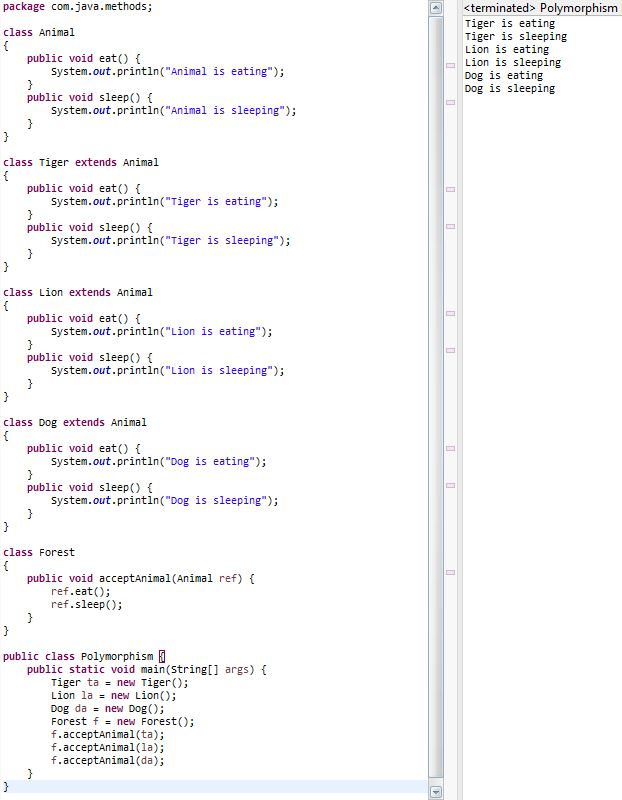 package com.java.methods;
class Animal
{
    public void eat() {
        System.out.println("Animal is eating");
    }
    public void sleep() {
        System.out.println("Animal is sleeping");
    }
}
class Tiger extends Animal
{
    public void eat() {
        System.out.println("Tiger is eating");
    }
    public void sleep() {
        System.out.println("Tiger is sleeping");
    }
}
class Lion extends Animal
{
    public void eat() {
        System.out.println("Lion is eating");
    }
    public void sleep() {
        System.out.println("Lion is sleeping");
    }
}
class Dog extends Animal
{
    public void eat() {
        System.out.println("Dog is eating");
    }
    public void sleep() {
        System.out.println("Dog is sleeping");
    }
}
class Forest
{
    public void acceptAnimal(Animal ref) {
        ref.eat();
        ref.sleep();
    }
}
public class Polymorphism {
    public static void main(String[] args) {
        Tiger ta = new Tiger();
        Lion la = new Lion();
        Dog da = new Dog();
        Forest f = new Forest();
        f.acceptAnimal(ta);
        f.acceptAnimal(la);
        f.acceptAnimal(da);
    }
}
<terminated> Polymorphism
Tiger is eating
Tiger is sleeping
Lion is eating
Lion is sleeping
Dog is eating
Dog is sleeping